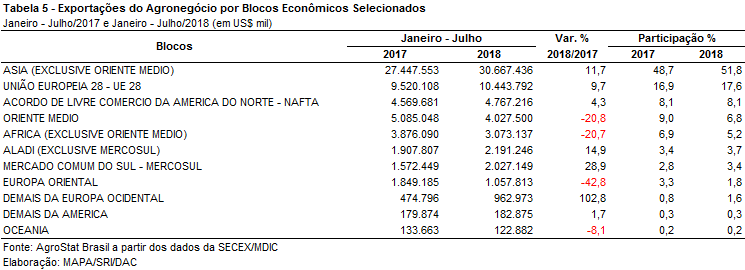 Tabela 5 - Exportações do Agronegócio por Blocos Econômicos Selecionados
Janeiro - Julho/2017 e Janeiro - Julho/2018 (em US$ mil)
Blocos Janeiro - Julho Var. % Participação %
2017 2018 2018/2017 2017 2018
ASIA (EXCLUSIVE ORIENTE MEDIO) 27.447.553 30.667.436 11,7 48,7 51,8
UNIÃO EUROPEIA 28 - UE 28 9.520.108 10.443.792 9,7 16,9 17,6
ACORDO DE LIVRE COMERCIO DA AMERICA DO NORTE - NAFTA 4.569.681 4.767.216 4,3 8,1 8,1
ORIENTE MEDIO 5.085.048 4.027.500 -20,8 9,0 6,8
AFRICA (EXCLUSIVE ORIENTE MEDIO) 3.876.090 3.073.137 -20,7 6,9 5,2
ALADI (EXCLUSIVE MERCOSUL) 1.907.807 2.191.246 14,9 3,4 3,7
MERCADO COMUM DO SUL - MERCOSUL 1.572.449 2.027.149 28,9 2,8 3,4
EUROPA ORIENTAL 1.849.185 1.057.813 -42,8 3,3 1,8
DEMAIS DA EUROPA OCIDENTAL 474.796 962.973 102,8 0,8 1,6
DEMAIS DA AMERICA 179.874 182.875 1,7 0,3 0,3
OCEANIA 133.663 122.882 -8,1 0,2 0,2
Fonte: AgroStat Brasil a partir dos dados da SECEX/MDIC
Elaboração: MAPA/SRI/DAC